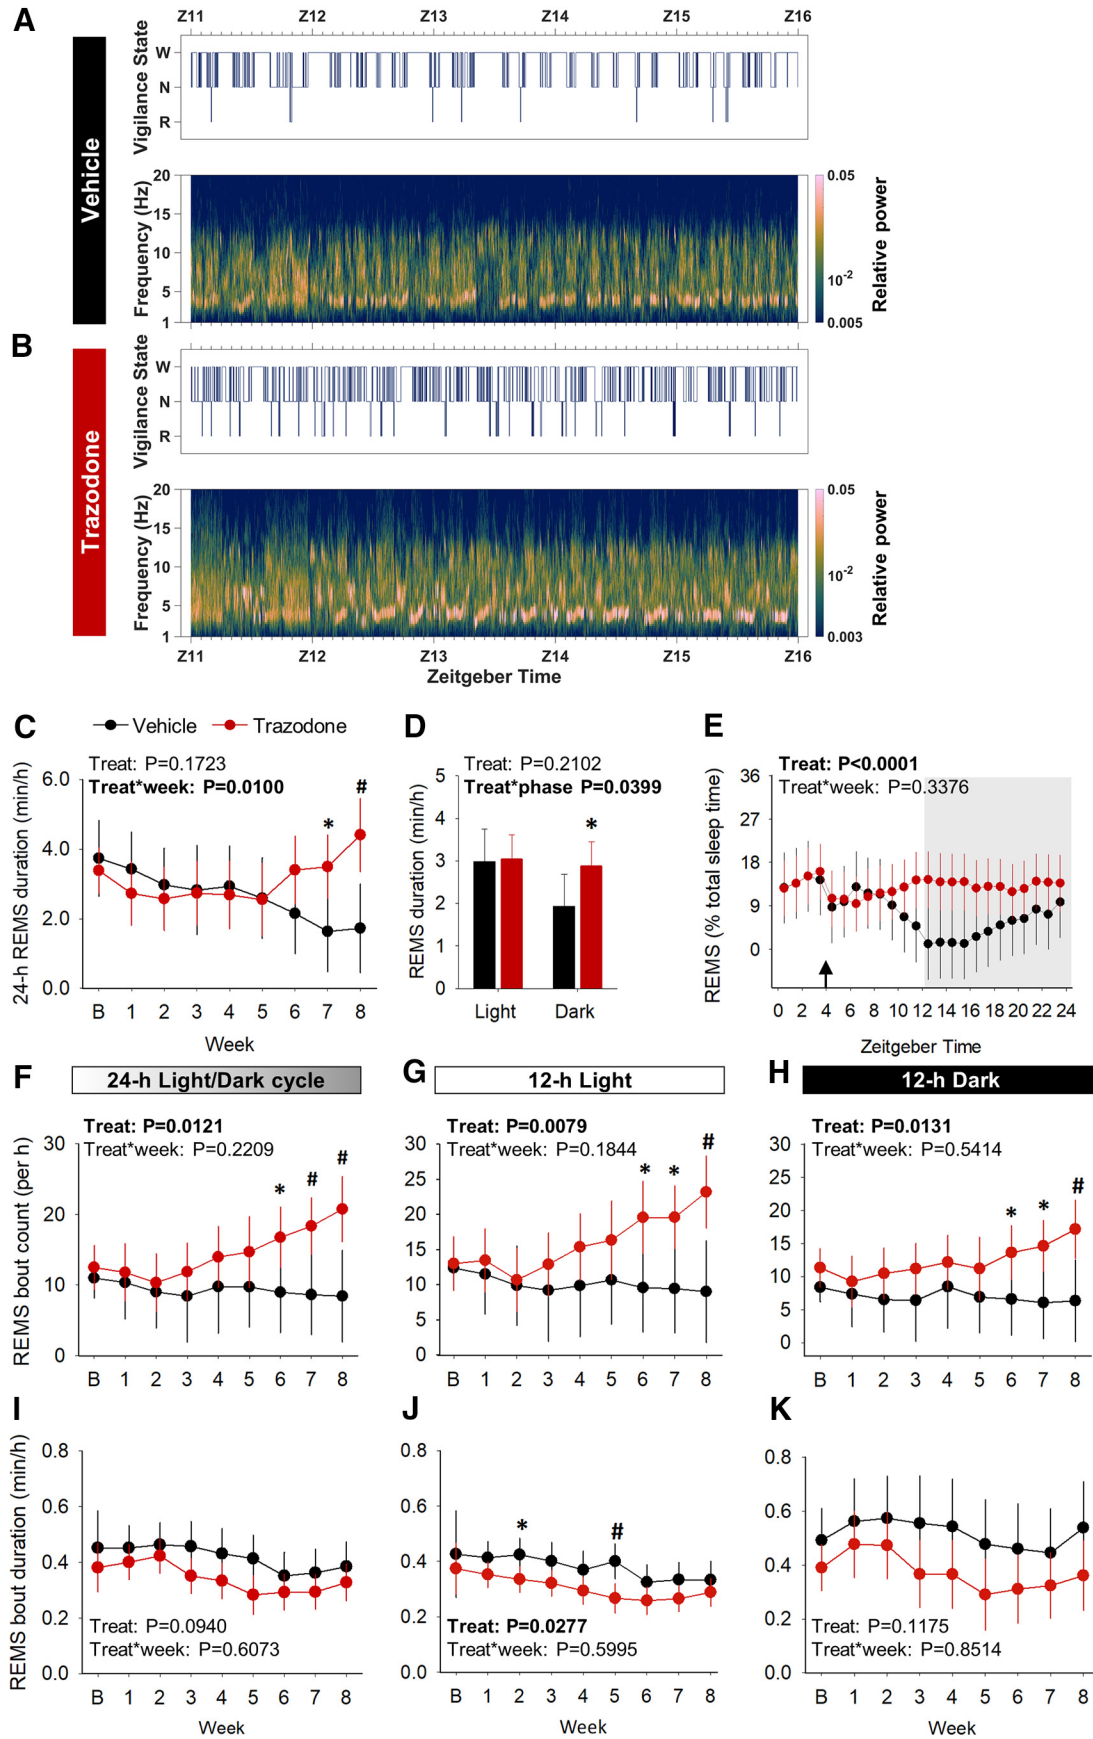 A
Z11 Z12 Z13 Z14 Z15 Z16
Vehicle
Vigilance State
W
N
R
Frequency (Hz)
20
15
10
5
1
0.05
10-2
0.005
Relative power
B
Trazodone
Vigilance State
W
N
R
Frequency (Hz)
20
15
10
5
1
0.05
10-2
0.003
Relative power
Z11 Z12 Z13 Z14 Z15 Z16
Zeitgeber Time
C
Vehicle Trazodone
Treat: P=0.1723
Treat*week: P=0.0100
24-h REMS duration (min/h)
6.0
4.0
2.0
0.0
* #
B 1 2 3 4 5 6 7 8
Week
D
Treat: P=0.2102
Treat*phase P=0.0399
REMS duration (min/h)
5
4
3
2
1
0
*
Light Dark
E
Treat: P<0.0001
Treat*week: P=0.3376
REMS (% total sleep time)
36
27
18
9
0
0 2 4 6 8 10 12 14 16 18 20 22 24
Zeitgeber Time
F
24-h Light/Dark cycle
Treat: P=0.0121
Treat*week: P=0.2209
REMS bout count (per h)
30
20
10
0
* # #
B 1 2 3 4 5 6 7 8
G
12-h Light
Treat: P=0.0079
Treat*week: P=0.1844
30
25
20
15
10
5
0
* * #
B 1 2 3 4 5 6 7 8
H
12-h Dark
Treat: P=0.0131
Treat*week: P=0.5414
30
25
20
15
10
5
0
* * #
B 1 2 3 4 5 6 7 8
I
REMS bout duration (min/h)
0.8
0.6
0.4
0.2
0.0
Treat: P=0.0940
Treat*week: P=0.6073
B 1 2 3 4 5 6 7 8
Week
J
0.8
0.6
0.4
0.2
0.0
* #
Treat: P=0.0277
Treat*week: P=0.5995
B 1 2 3 4 5 6 7 8
Week
K
0.8
0.6
0.4
0.2
0.0
Treat: P=0.1175
Treat*week: P=0.8514
B 1 2 3 4 5 6 7 8
Week